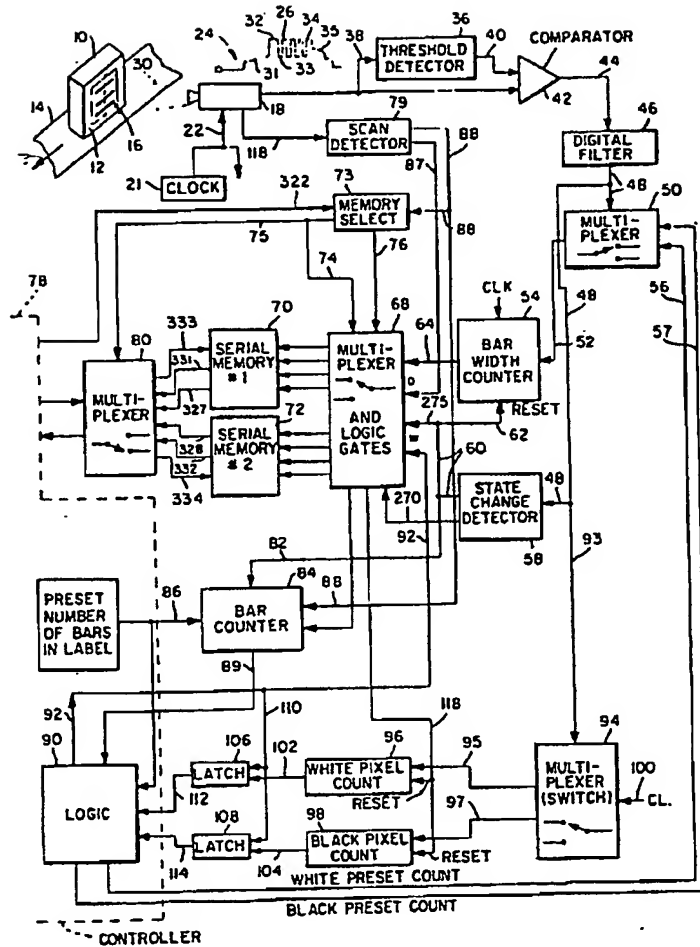 10
32
26
34
35
24
31
33
30
38
36
THRESHOLD
DETECTOR
40
COMPARATOR
44
42
14
12
16
18
22
118
79
SCAN
DETECTOR
88
87
46
DIGITAL
FILTER
48
50
MULTI-
PLEXER
21
CLOCK
322
75
73
MEMORY
SELECT
88
74
76
78
CLK
54
BAR
WIDTH
COUNTER
RESET
52
48
56
57
80
MULTI-
PLEXER
333
331
327
328
332
334
70
SERIAL
MEMORY
#1
72
SERIAL
MEMORY
#2
68
MULTI-
PLEXER
AND
LOGIC
GATES
D
64
275
62
60
270
92
STATE
CHANGE
DETECTOR
58
48
93
82
PRESET
NUMBER
OF BARS
IN LABEL
86
84
BAR
COUNTER
88
89
92
90
LOGIC
110
118
106
LATCH
102
96
WHITE PIXEL
COUNT
RESET
95
94
MULTI-
PLEXER
(SWITCH)
100
CL.
112
108
LATCH
114
104
98
BLACK PIXEL
COUNT
97
RESET
WHITE PRESET COUNT
BLACK PRESET COUNT
CONTROLLER